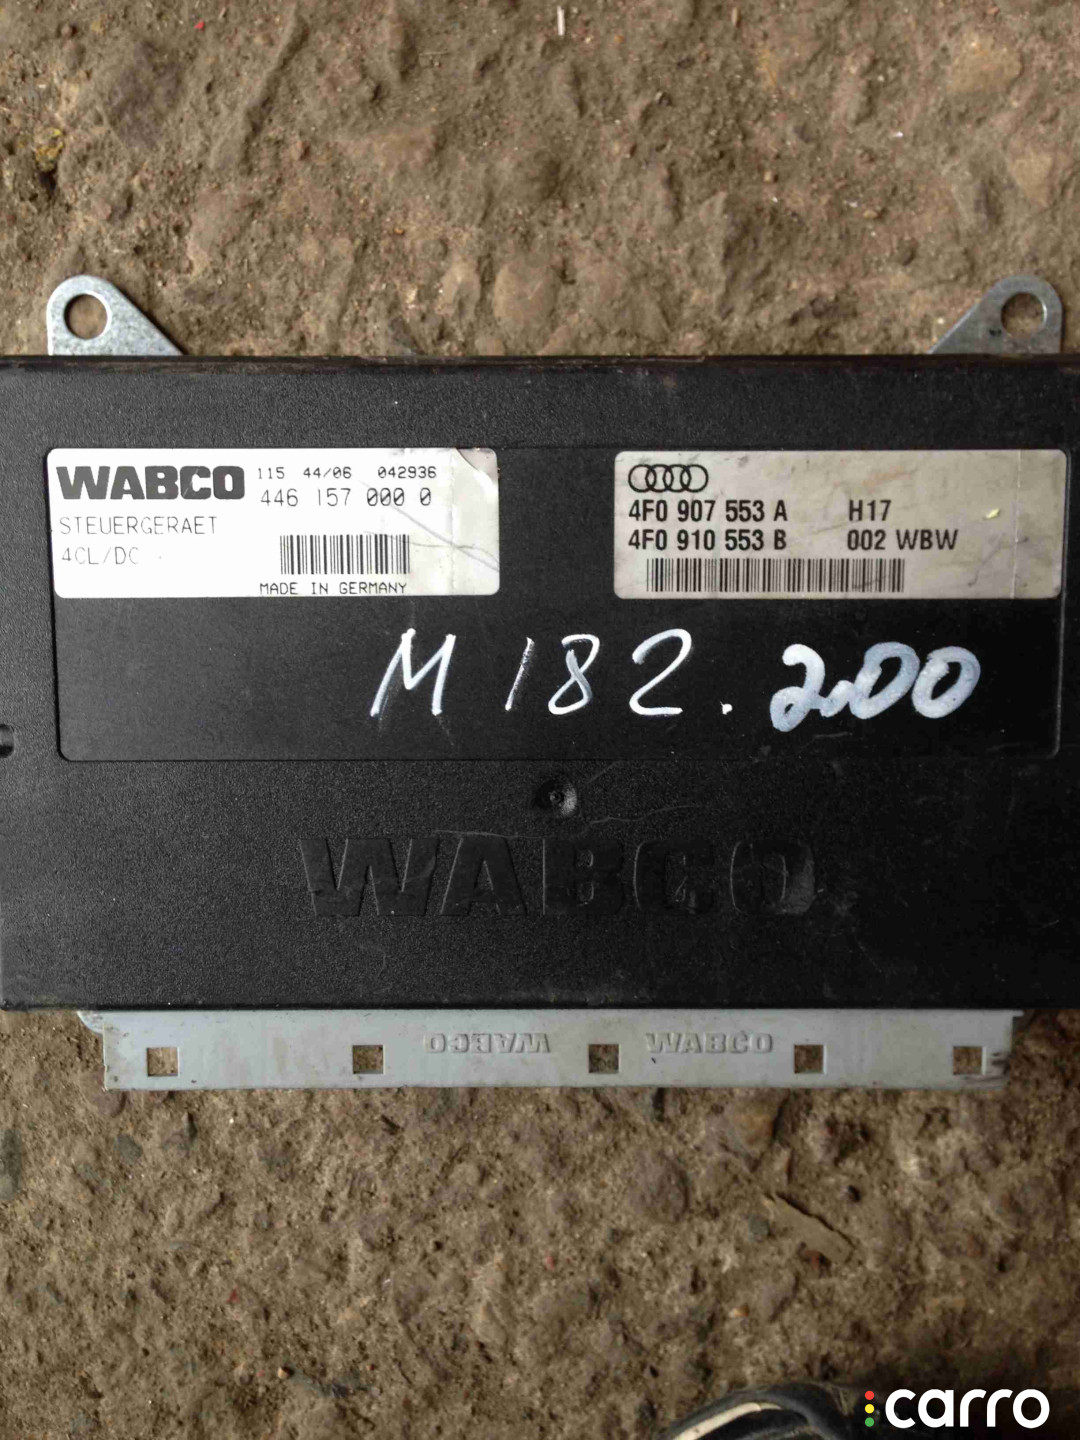 WABCO 115 44/06 042936
446 157 000 0
STEUERGERAET
4CL/DC
MADE IN GERMANY
4F0 907 553 A H17
4F0 910 553 B 002 WBW
M 182. 200
WABCO
WABCO WABCO
carro